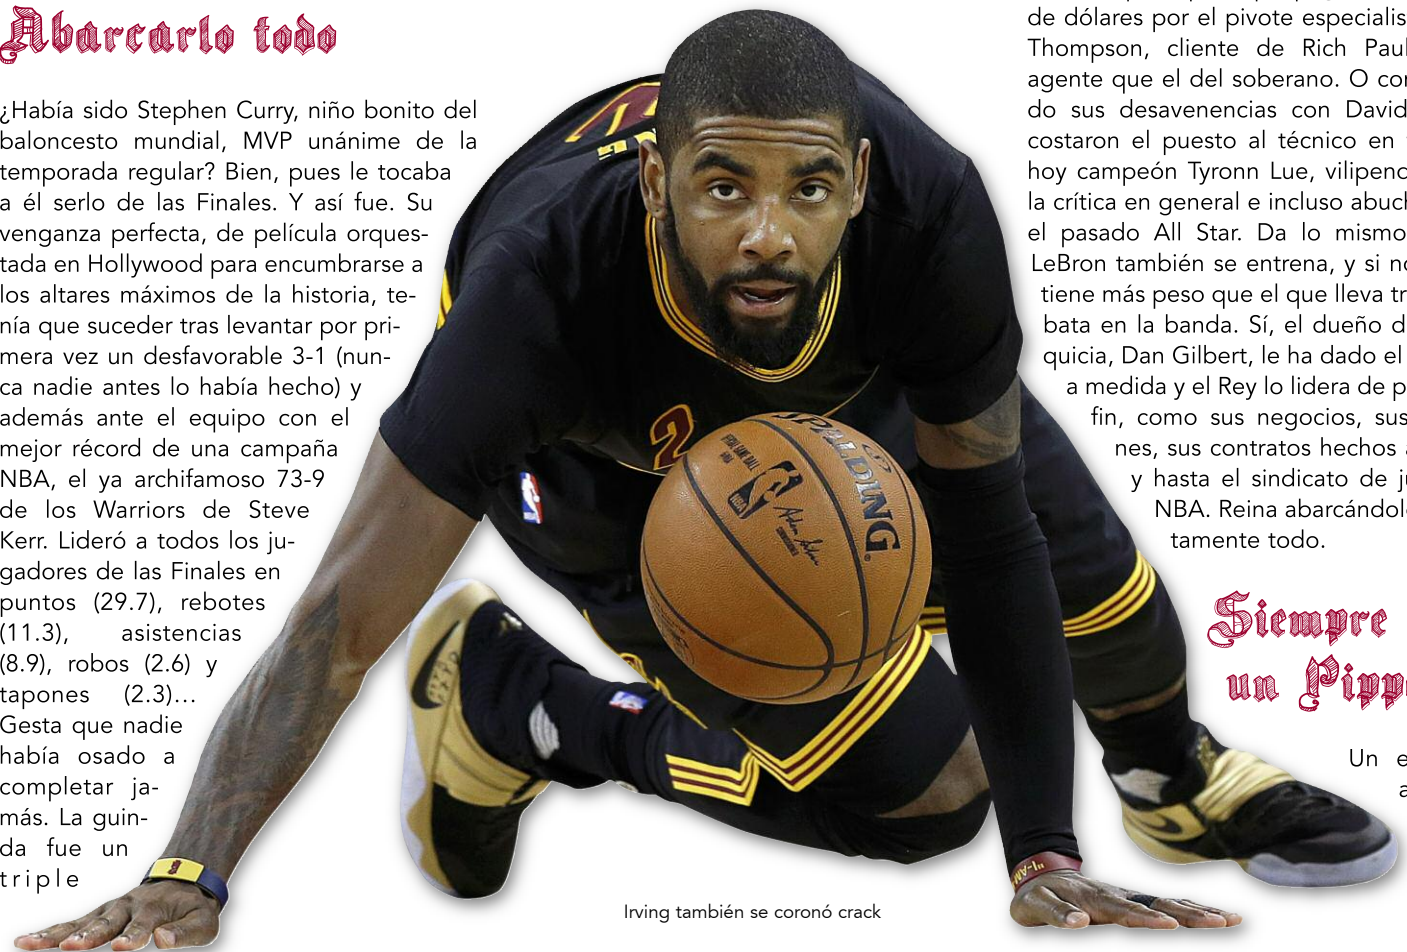 Abarcarlo todo
¿Había sido Stephen Curry, niño bonito del
baloncesto mundial, MVP unánime de la
temporada regular? Bien, pues le tocaba
a él serlo de las Finales. Y así fue. Su
venganza perfecta, de película orques-
tada en Hollywood para encumbrarse a
los altares máximos de la historia, te-
nía que suceder tras levantar por pri-
mera vez un desfavorable 3-1 (nun-
ca nadie antes lo había hecho) y
además ante el equipo con el
mejor récord de una campaña
NBA, el ya archifamoso 73-9
de los Warriors de Steve
Kerr. Lideró a todos los ju-
gadores de las Finales en
puntos (29.7), rebotes
(11.3), asistencias
(8.9), robos (2.6) y
tapones (2.3)...
Gesta que nadie
había osado a
completar ja-
más. La guin-
da fue un
triple
2
SPALDING
NBA
Irving también se coronó crack
de dólares por el pivote especialis
Thompson, cliente de Rich Paul
agente que el del soberano. O con
do sus desavenencias con David
costaron el puesto al técnico en
hoy campeón Tyronn Lue, vilipend
la crítica en general e incluso abuch
el pasado All Star. Da lo mismo
LeBron también se entrena, y si no
tiene más peso que el que lleva tr
bata en la banda. Sí, el dueño d
quicia, Dan Gilbert, le ha dado el
a medida y el Rey lo lidera de p
fin, como sus negocios, sus
nes, sus contratos hechos a
y hasta el sindicato de ju
NBA. Reina abarcándol
tamente todo.
Siempre
un Pipp
Un e
a